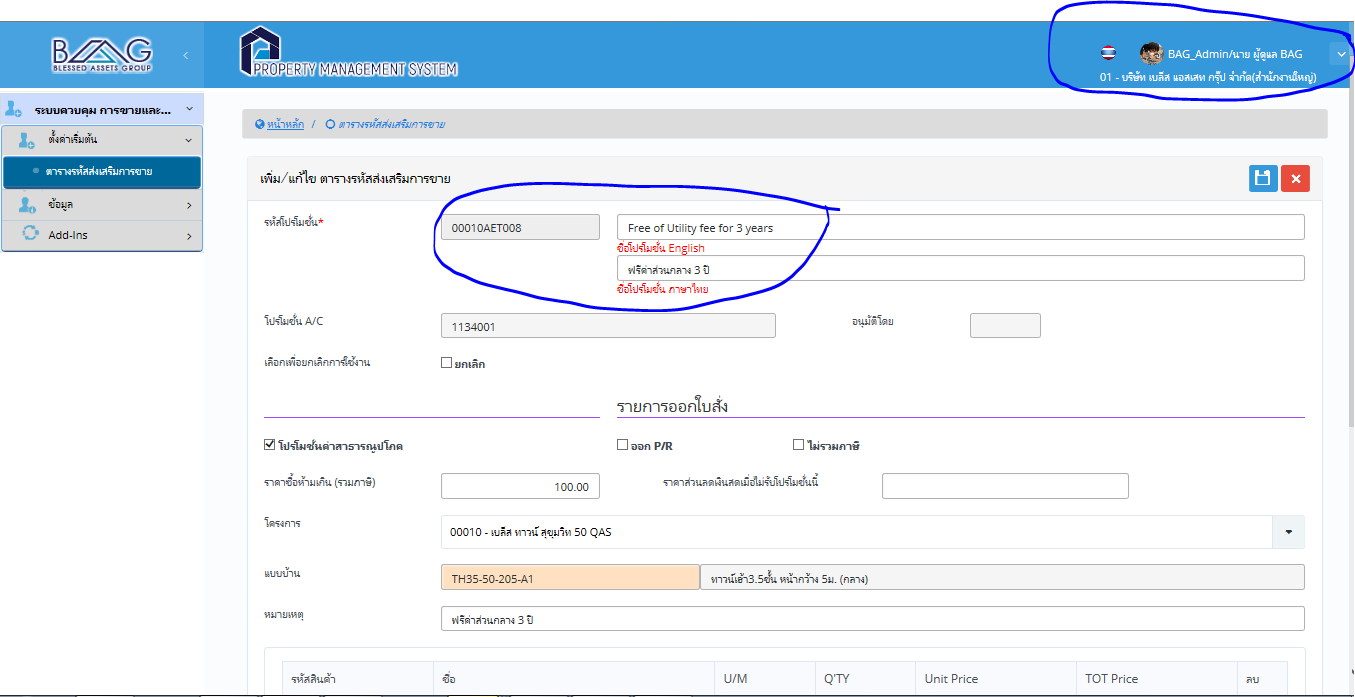 BAG
BLESSED ASSETS GROUP
PROPERTY MANAGEMENT SYSTEM
BAG_Admin/นาย ผู้ดูแล BAG
01 - บริษัท เบล็ส แอสเสท กรุ๊ป จำกัด(สำนักงานใหญ่)
ระบบควบคุม การขายและ...
ตั้งค่าเริ่มต้น
ตารางรหัสส่งเสริมการขาย
ข้อมูล
Add-Ins
หน้าหลัก / ตารางรหัสส่งเสริมการขาย
เพิ่ม/แก้ไข ตารางรหัสส่งเสริมการขาย
รหัสโปรโมชั่น* 00010AET008 Free of Utility fee for 3 years
ชื่อโปรโมชั่น English
ฟรีค่าส่วนกลาง 3 ปี
ชื่อโปรโมชั่น ภาษาไทย
โปรโมชั่น A/C 1134001 อนุมัติโดย
เลือกเพื่อยกเลิกการใช้งาน ยกเลิก
รายการออกใบสั่ง
โปรโมชั่นค่าสาธารณูปโภค ออก P/R ไม่รวมภาษี
ราคาซื้อห้ามเกิน (รวมภาษี) 100.00 ราคาส่วนลดเงินสดเมื่อไม่รับโปรโมชั่นนี้
โครงการ 00010 - เบล็ส ทาวน์ สุขุมวิท 50 QAS
แบบบ้าน TH35-50-205-A1 ทาวน์เฮ้า3.5ชั้น หน้ากว้าง 5ม. (กลาง)
หมายเหตุ ฟรีค่าส่วนกลาง 3 ปี
รหัสสินค้า ชื่อ U/M Q'TY Unit Price TOT Price ลบ